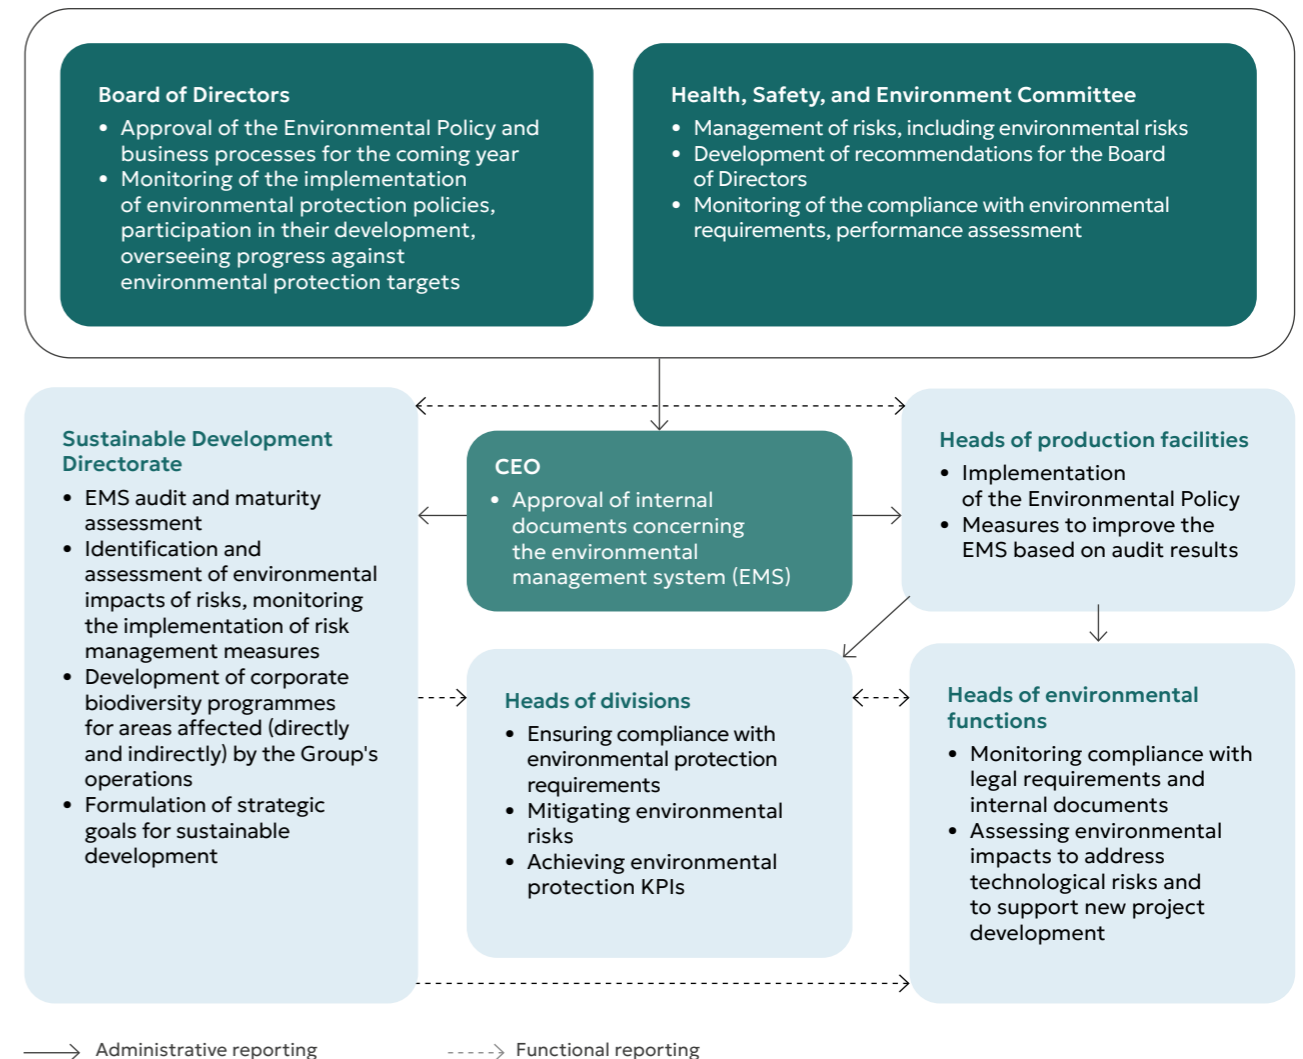 Board of Directors
• Approval of the Environmental Policy and
business processes for the coming year
• Monitoring of the implementation
of environmental protection policies,
participation in their development,
overseeing progress against
environmental protection targets
Health, Safety, and Environment Committee
• Management of risks, including environmental risks
• Development of recommendations for the Board
of Directors
• Monitoring of the compliance with environmental
requirements, performance assessment
Sustainable Development
Directorate
• EMS audit and maturity
assessment
• Identification and
assessment of environmental
impacts of risks, monitoring
the implementation of risk
management measures
• Development of corporate
biodiversity programmes
for areas affected (directly
and indirectly) by the Group's
operations
• Formulation of strategic
goals for sustainable
development
CEO
• Approval of internal
documents concerning
the environmental
management system (EMS)
Heads of production facilities
• Implementation
of the Environmental Policy
• Measures to improve the
EMS based on audit results
Heads of divisions
• Ensuring compliance with
environmental protection
requirements
• Mitigating environmental
risks
• Achieving environmental
protection KPIs
Heads of environmental
functions
• Monitoring compliance with
legal requirements and
internal documents
• Assessing environmental
impacts to address
technological risks and
to support new project
development
Administrative reporting
Functional reporting